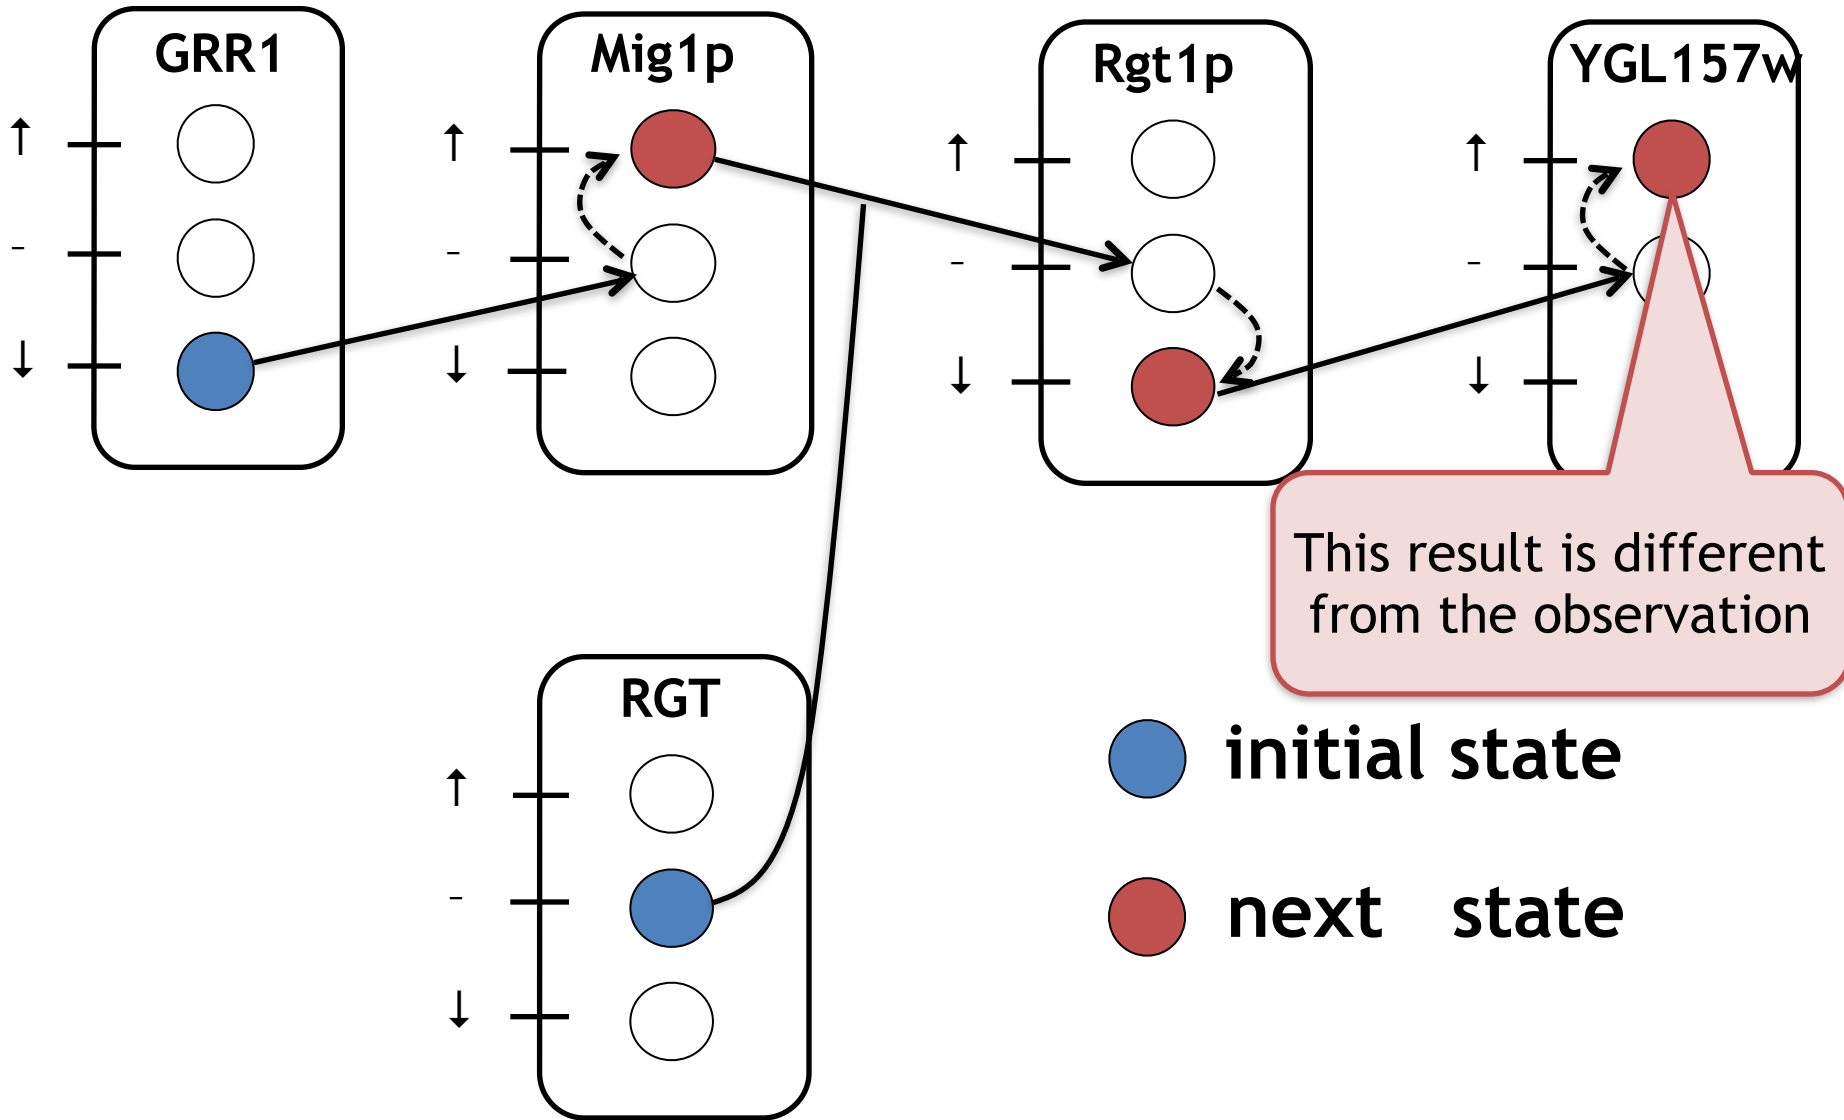 GRR1
Mig1p
Rgt1p
YGL157w
↑
↑
↑
↑
–
–
–
–
↓
↓
↓
↓
This result is different
from the observation
RGT
↑
–
↓
initial state
next state